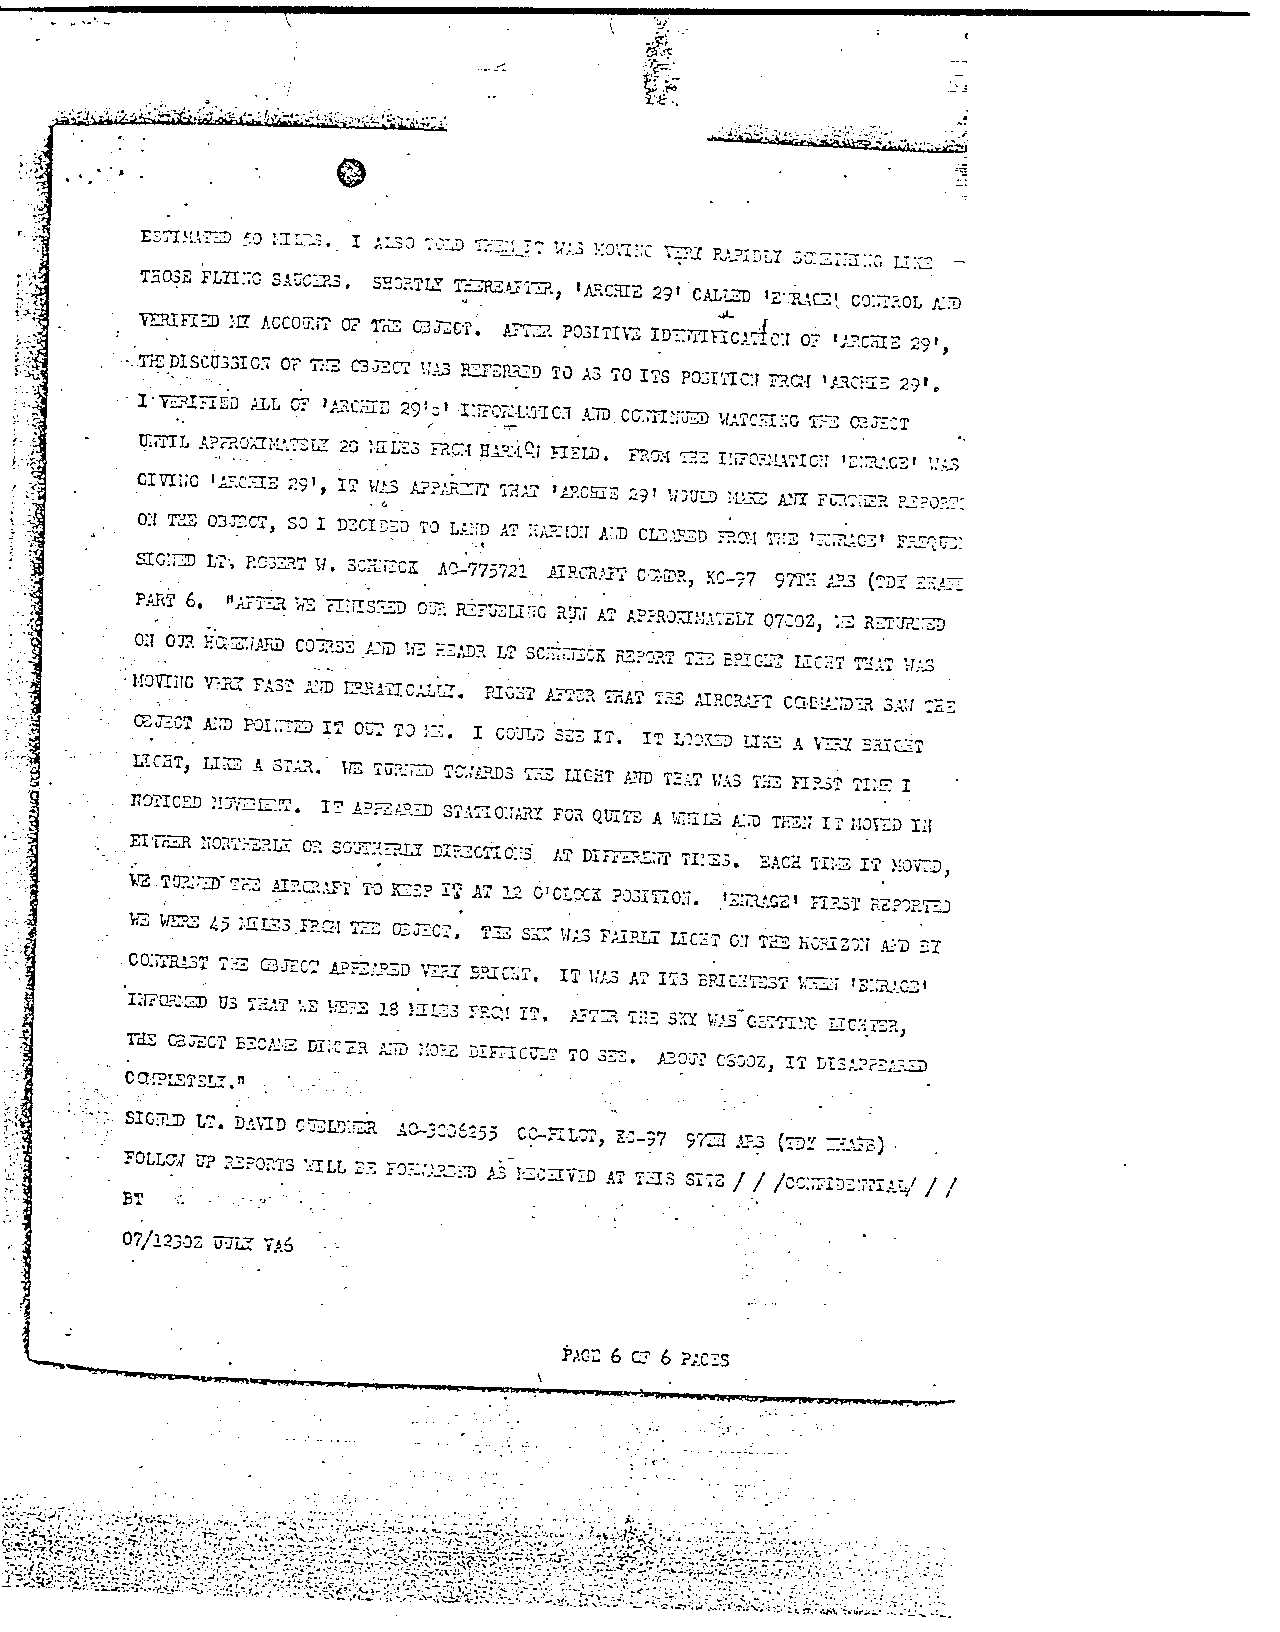 ESTIMATED 50 MILES. I ALSO TOLD THEM IT WAS MOVING VERY RAPIDLY SOMETHING LIKE -
THOSE FLYING SAUCERS. SHORTLY THEREAFTER, 'ARCHIE 29' CALLED 'ENRAGE' CONTROL AND
VERIFIED MY ACCOUNT OF THE OBJECT. AFTER POSITIVE IDENTIFICATION OF 'ARCHIE 29',
THE DISCUSSION OF THE OBJECT WAS REFERRED TO AS TO ITS POSITION FROM 'ARCHIE 29'.
I VERIFIED ALL OF 'ARCHIE 29's' INFORMATION AND CONTINUED WATCHING THE OBJECT
UNTIL APPROXIMATELY 20 MILES FROM HARMON FIELD. FROM THE INFORMATION 'ENRAGE' WAS
GIVING 'ARCHIE 29', IT WAS APPARENT THAT 'ARCHIE 29' WOULD MAKE ANY FURTHER REPORTS
ON THE OBJECT, SO I DECIDED TO LAND AT HARMON AND CLEARED FROM THE 'ENRAGE' FREQUEN
SIGNED LT. ROBERT W. SCHNECK AO-775721 AIRCRAFT COMDR, KC-97 97TH ARS (TDY
PART 6. "AFTER WE FINISHED OUR REFUELING RUN AT APPROXIMATELY 0700Z, WE RETURNED
ON OUR HOMEWARD COURSE AND WE HEADR LT SCHNECK REPORT THE BRIGHT LIGHT THAT WAS
MOVING VERY FAST AND ERRATICALLY. RIGHT AFTER THAT THE AIRCRAFT COMMANDER SAW THE
OBJECT AND POINTED IT OUT TO ME. I COULD SEE IT. IT LOOKED LIKE A VERY BRIGHT
LIGHT, LIKE A STAR. WE TURNED TOWARDS THE LIGHT AND THAT WAS THE FIRST TIME I
NOTICED MOVEMENT. IT APPEARED STATIONARY FOR QUITE A WHILE AND THEN IT MOVED IN
EITHER NORTHERLY OR SOUTHERLY DIRECTIONS AT DIFFERENT TIMES. EACH TIME IT MOVED,
WE TURNED THE AIRCRAFT TO KEEP IT AT 12 O'CLOCK POSITION. 'ENRAGE' FIRST REPORTED
WE WERE 45 MILES FROM THE OBJECT. THE SKY WAS FAIRLY LIGHT ON THE HORIZON AND BY
CONTRAST THE OBJECT APPEARED VERY BRIGHT. IT WAS AT ITS BRIGHTEST WHEN 'ENRAGE'
INFORMED US THAT WE WERE 18 MILES FROM IT. AFTER THE SKY WAS GETTING LIGHTER,
THE OBJECT BECAME DIMMER AND MORE DIFFICULT TO SEE. ABOUT 0800Z, IT DISAPPEARED
COMPLETELY."
SIGNED LT. DAVID GUELDNER AO-3036255 CO-PILOT, KC-97 97TH ARS (TDY EHAFB)
FOLLOW UP REPORTS WILL BE FORWARDED AS RECEIVED AT THIS SITE / / /CONFIDENTIAL/ / /
BT
07/1230Z JULY VA6
PAGE 6 OF 6 PAGES